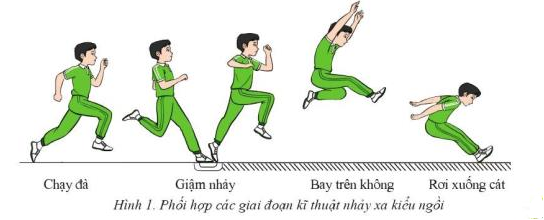 Chạy đà Giậm nhảy Bay trên không Rơi xuống cát
Hình 1. Phối hợp các giai đoạn kĩ thuật nhảy xa kiểu ngồi